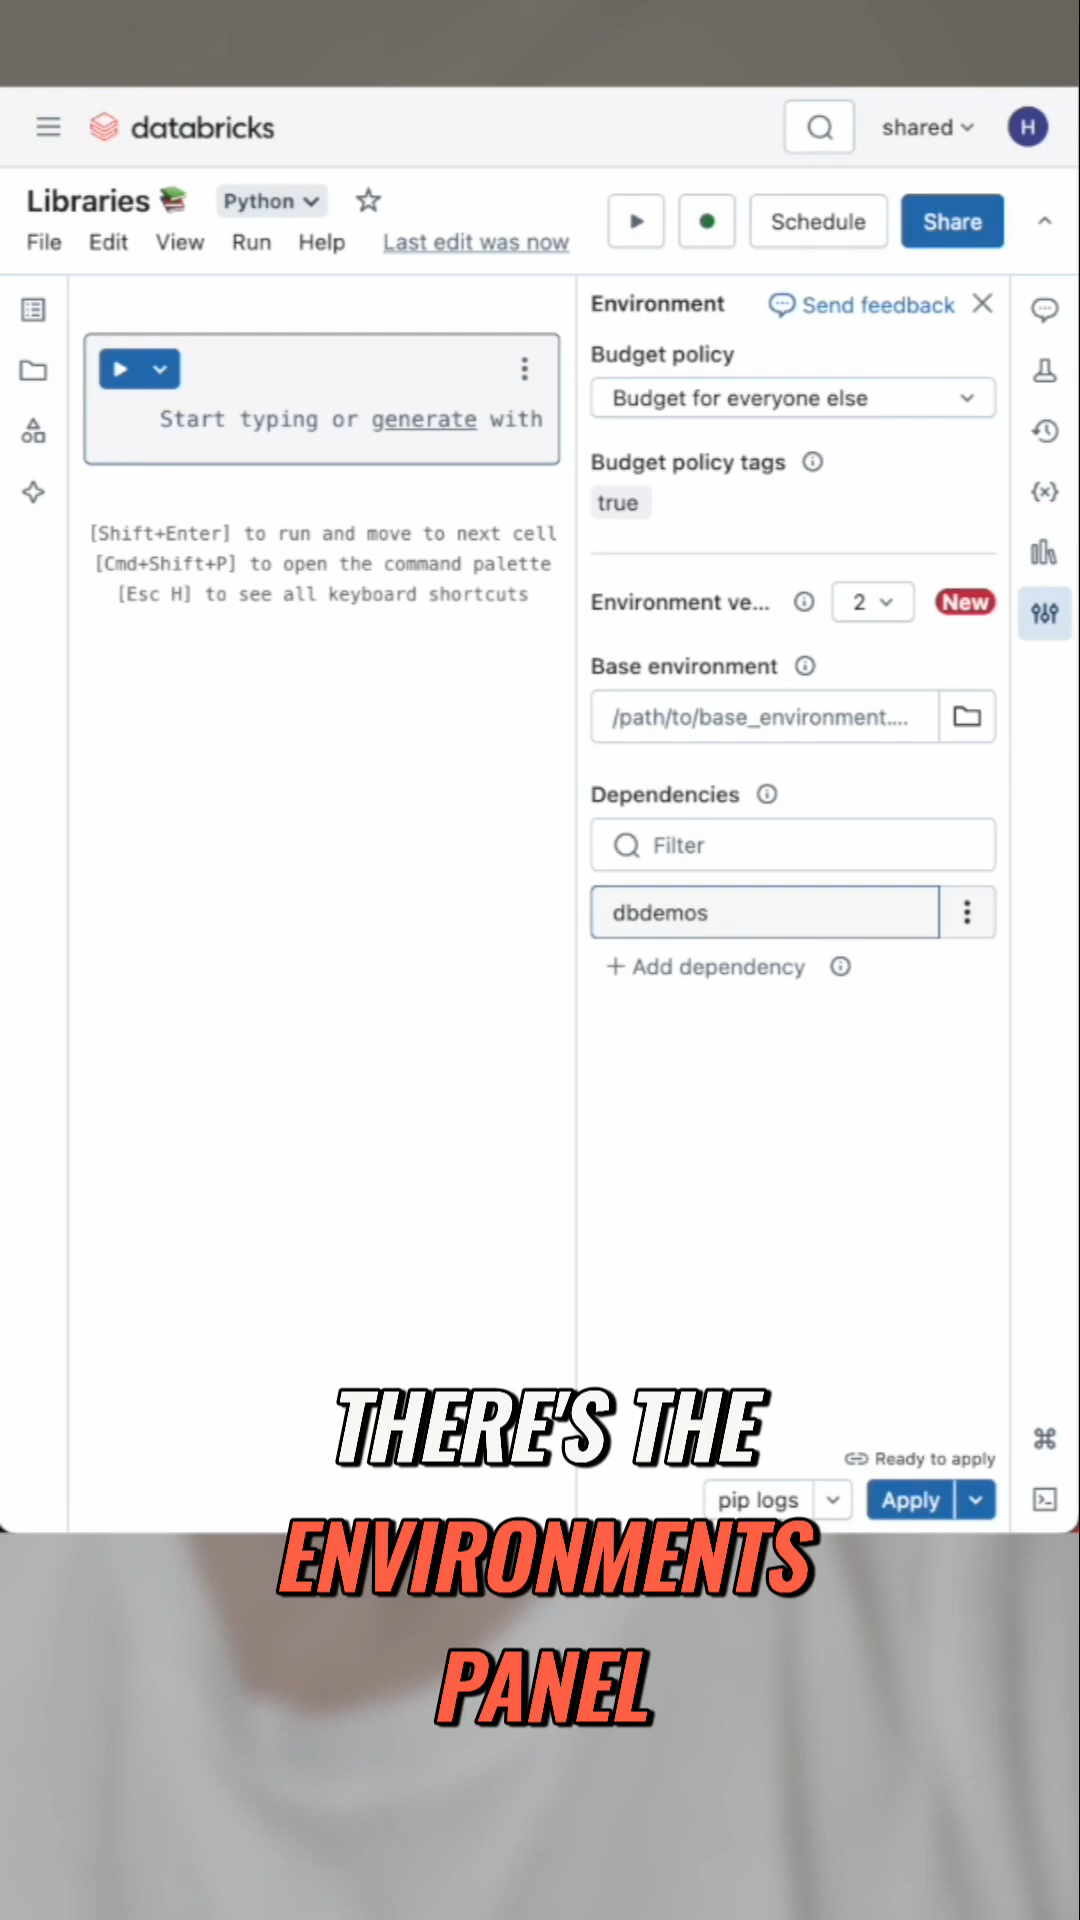 databricks
shared
H
Libraries
Python
File Edit View Run Help Last edit was now
Schedule
Share
Start typing or generate with
[Shift+Enter] to run and move to next cell
[Cmd+Shift+P] to open the command palette
[Esc H] to see all keyboard shortcuts
Environment
Send feedback
Budget policy
Budget for everyone else
Budget policy tags
true
Environment ve...
2
New
Base environment
/path/to/base_environment....
Dependencies
Filter
dbdemos
+ Add dependency
Ready to apply
pip logs
Apply
THERE'S THE
ENVIRONMENTS
PANEL